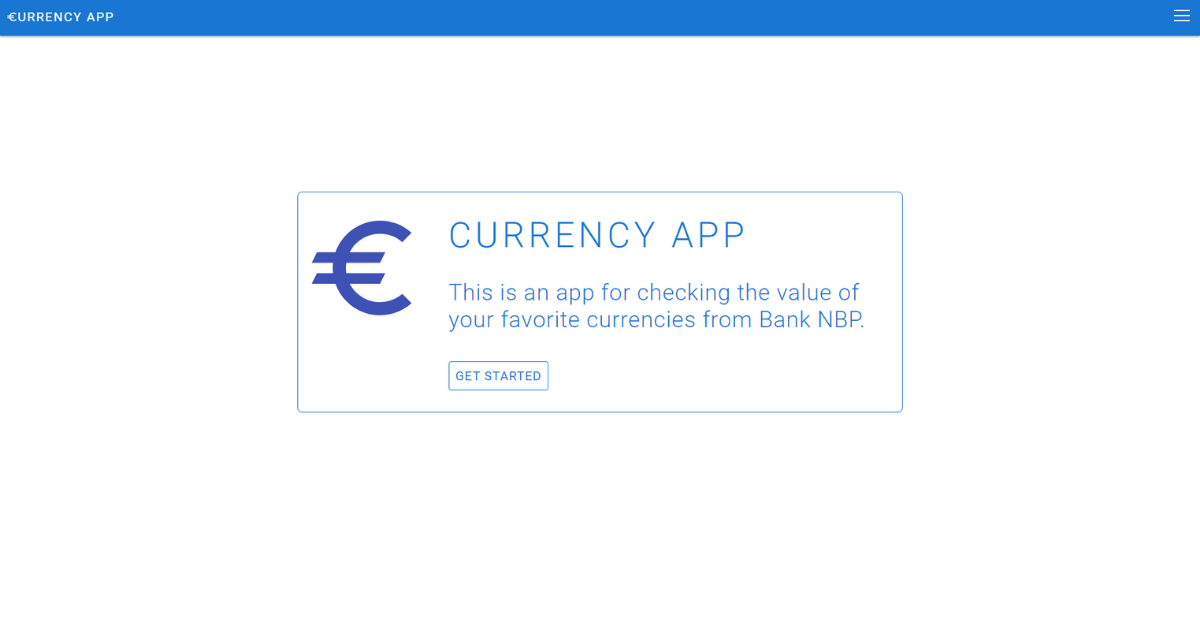 €URRENCY APP
CURRENCY APP
This is an app for checking the value of
your favorite currencies from Bank NBP.
GET STARTED